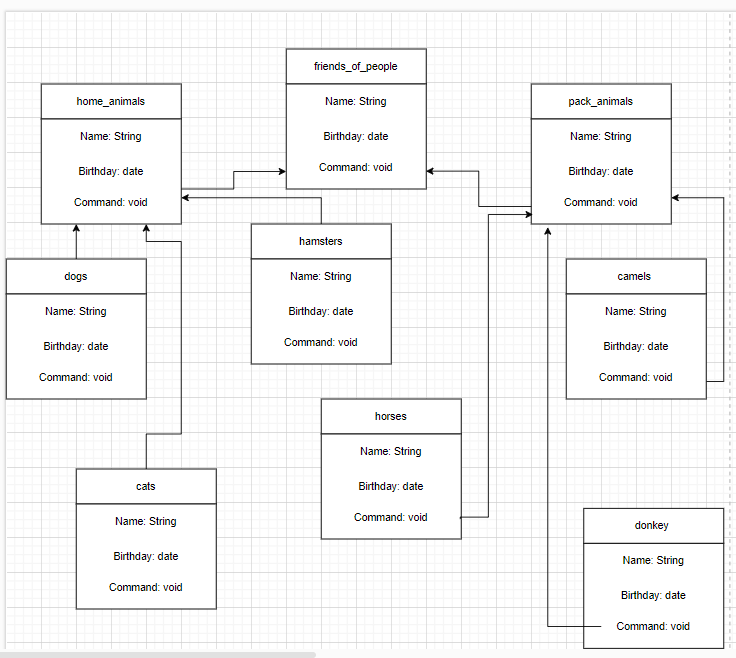 friends_of_people
Name: String
Birthday: date
Command: void
home_animals
Name: String
Birthday: date
Command: void
pack_animals
Name: String
Birthday: date
Command: void
hamsters
Name: String
Birthday: date
Command: void
dogs
Name: String
Birthday: date
Command: void
camels
Name: String
Birthday: date
Command: void
horses
Name: String
Birthday: date
Command: void
cats
Name: String
Birthday: date
Command: void
donkey
Name: String
Birthday: date
Command: void